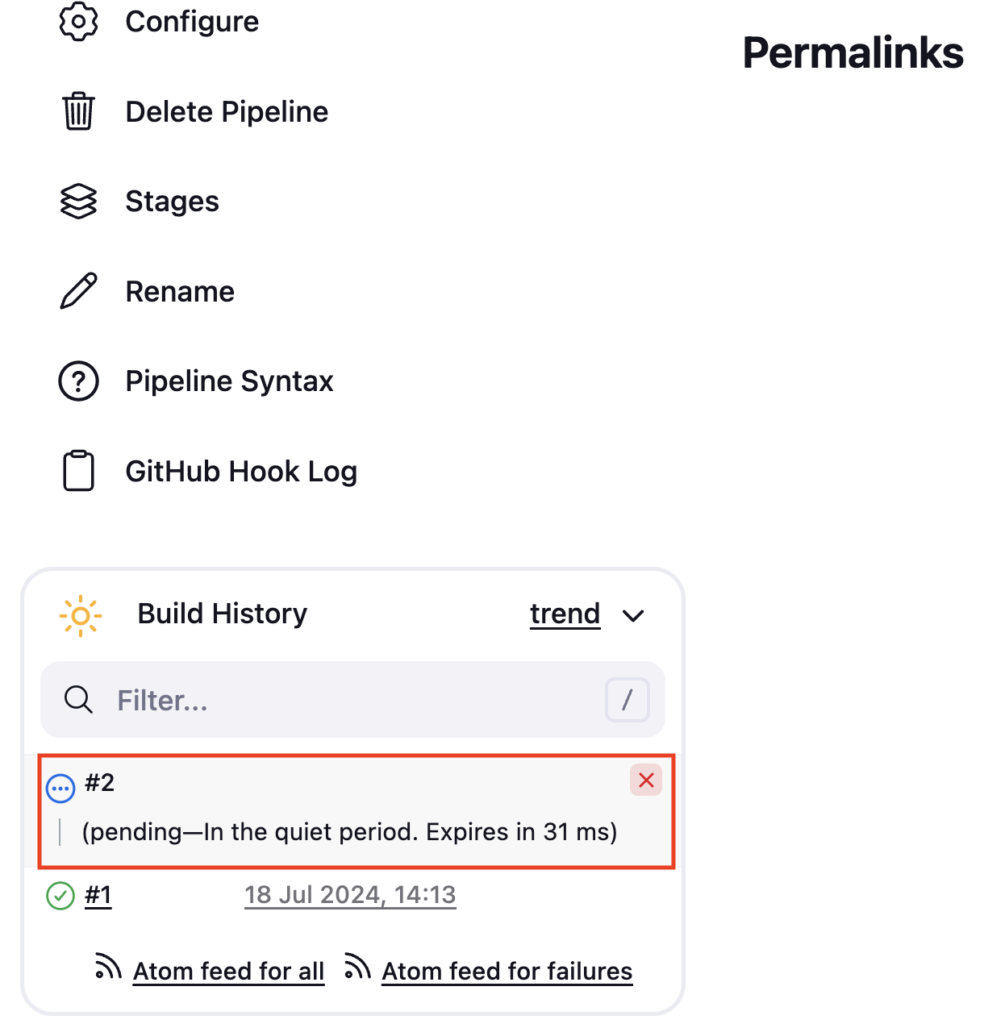 Configure
Permalinks
Delete Pipeline
Stages
Rename
? Pipeline Syntax
GitHub Hook Log
Build History trend
Filter... /
#2
(pending—In the quiet period. Expires in 31 ms)
#1 18 Jul 2024, 14:13
Atom feed for all Atom feed for failures